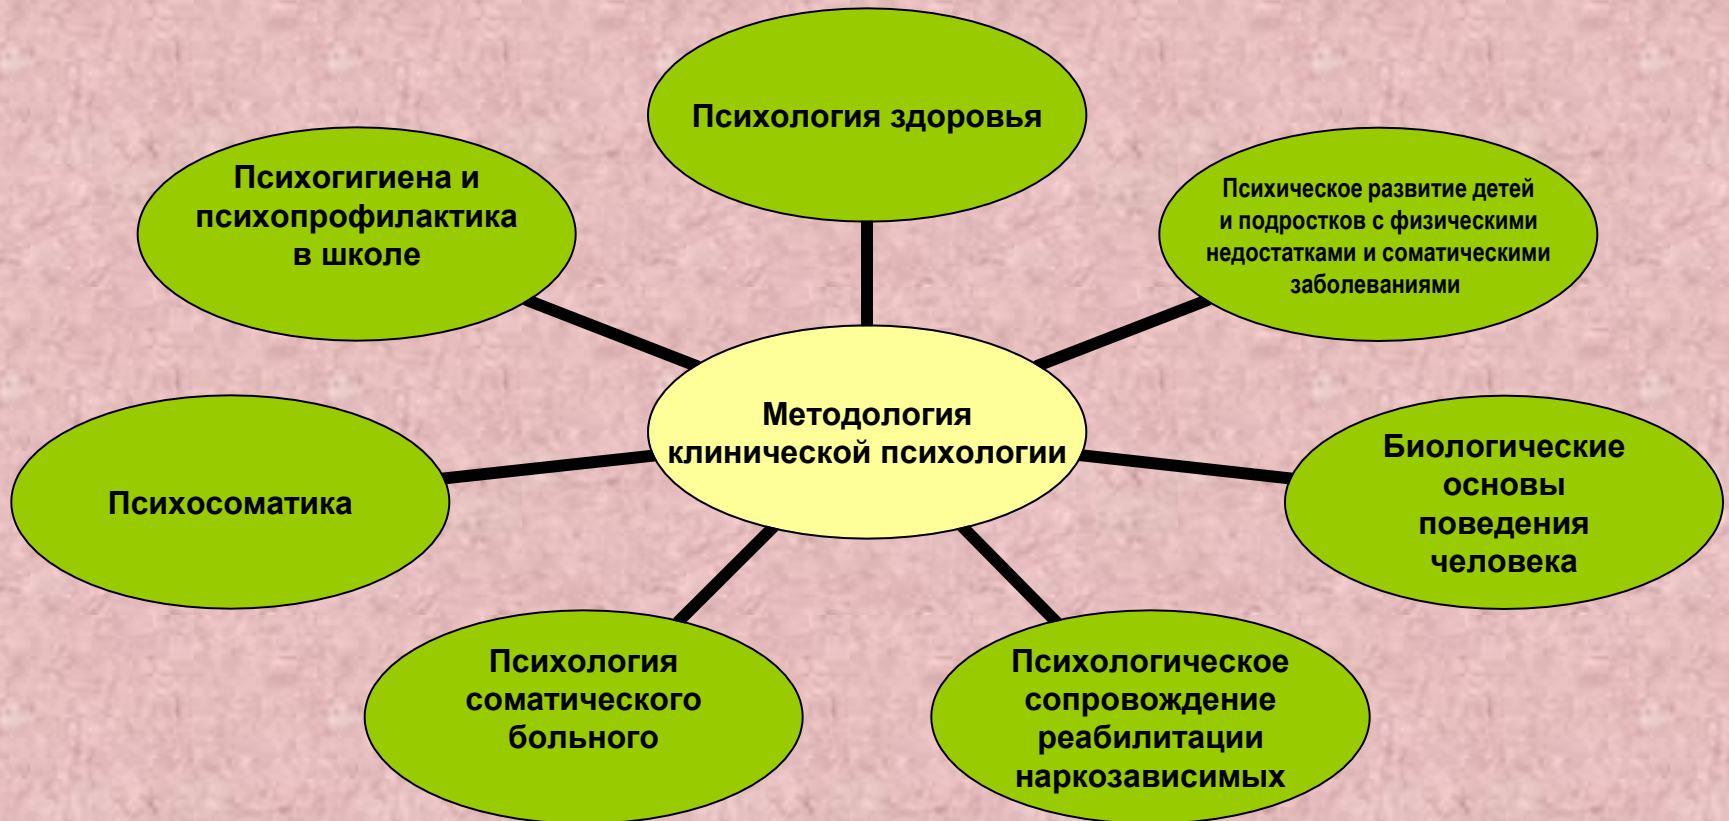 Психология здоровья
Психогигиена и
психопрофилактика
в школе
Психическое развитие детей
и подростков с физическими
недостатками и соматическими
заболеваниями
Методология
клинической психологии
Психосоматика
Биологические
основы
поведения
человека
Психология
соматического
больного
Психологическое
сопровождение
реабилитации
наркозависимых